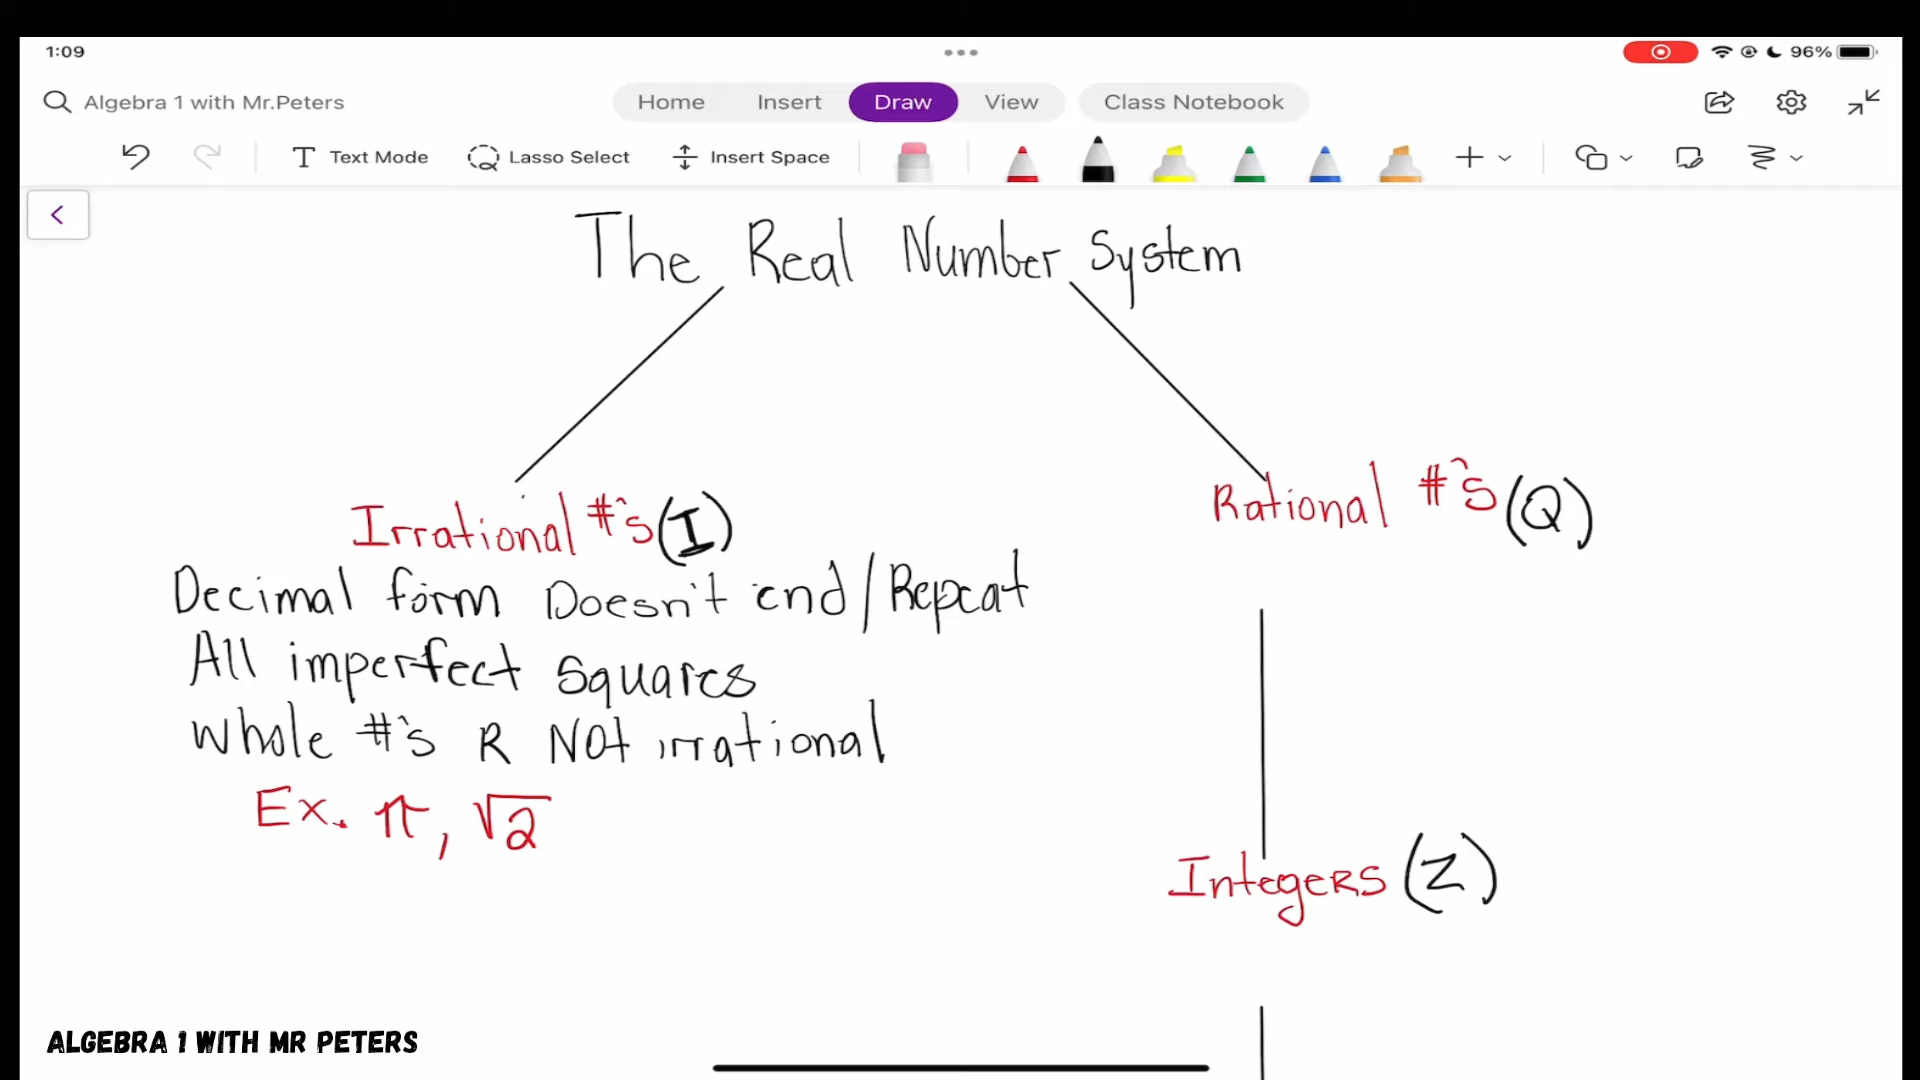 1:09
96%
Algebra 1 with Mr.Peters
Home Insert Draw View Class Notebook
Text Mode Lasso Select Insert Space
The Real Number System
Irrational #'s (I)
Rational #'s (Q)
Decimal form Doesn't end/Repeat
All imperfect squares
Whole #'s R NOt irrational
Ex. π, √2
Integers (Z)
ALGEBRA 1 WITH MR PETERS